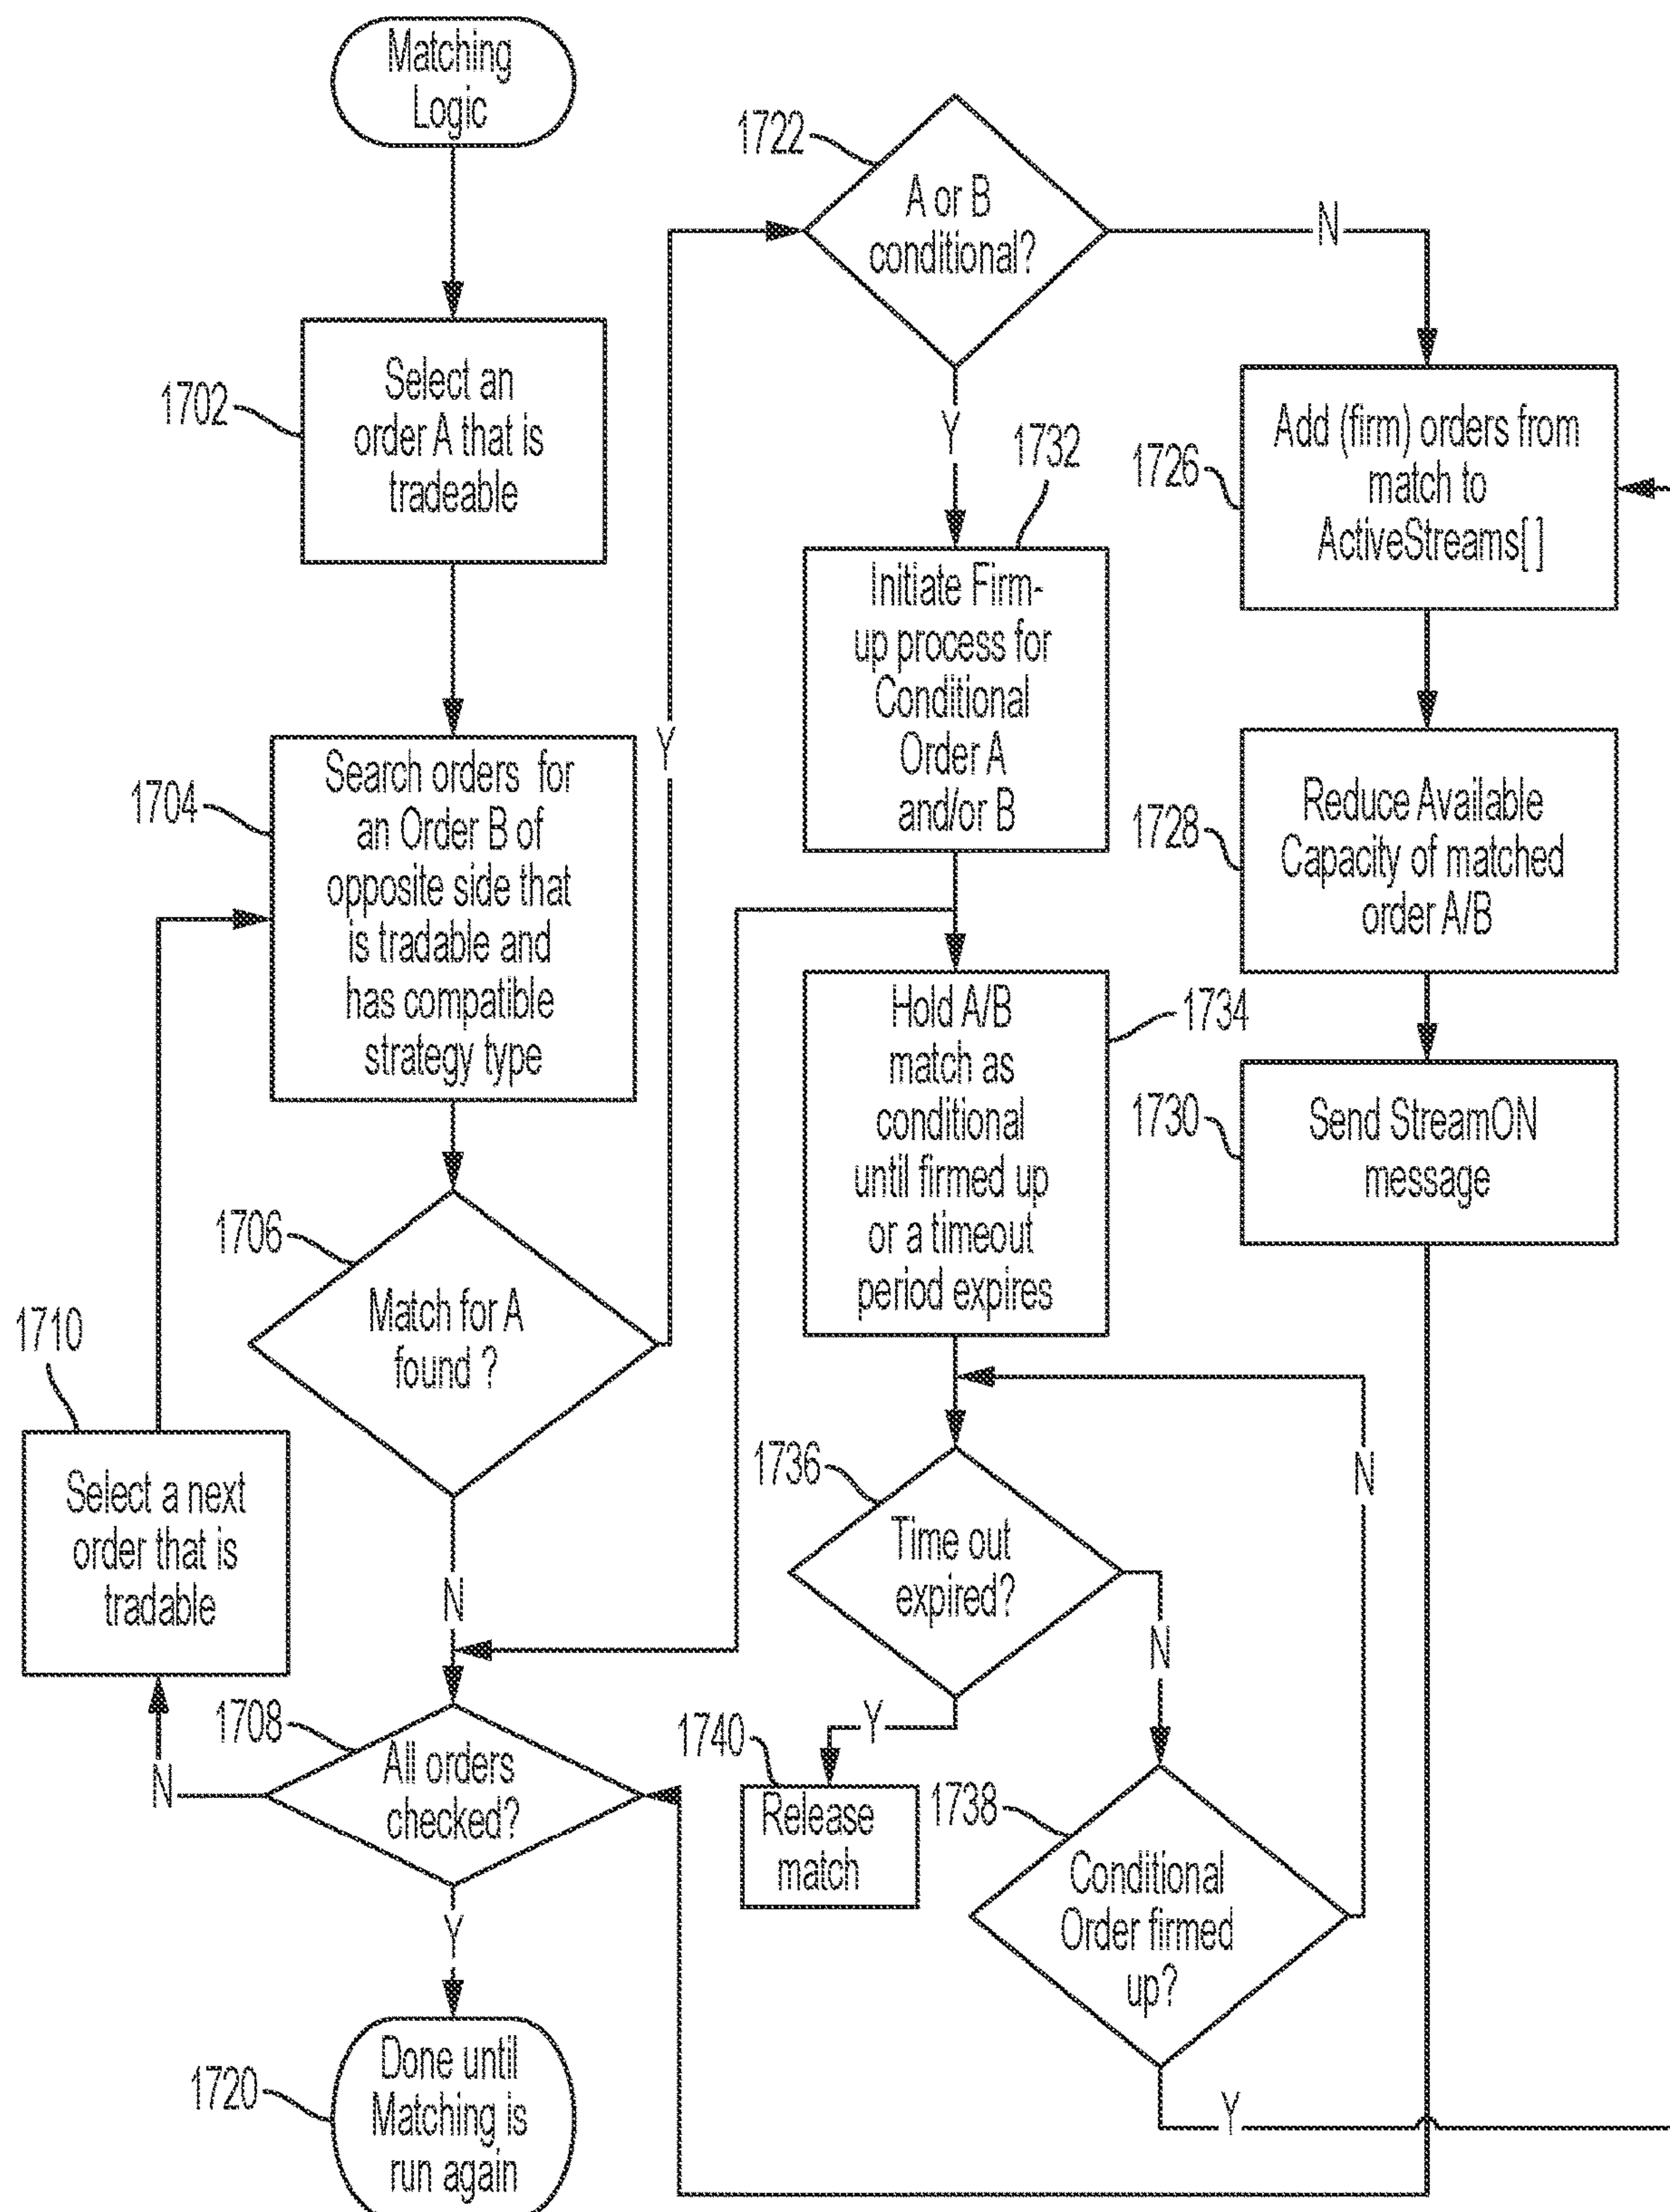 Matching
Logic
1702
Select an
order A that is
tradeable
1704
Search orders for
an Order B of
opposite side that
is tradable and
has compatible
strategy type
1706
Match for A
found ?
Y
N
1710
Select a next
order that is
tradable
1708
All orders
checked?
N
Y
1720
Done until
Matching is
run again
1722
A or B
conditional?
N
Y
1732
Initiate Firm-
up process for
Conditional
Order A
and/or B
1734
Hold A/B
match as
conditional
until firmed up
or a timeout
period expires
1736
Time out
expired?
N
Y
1740
Release
match
1738
Conditional
Order firmed
up?
N
Y
1726
Add (firm) orders from
match to
ActiveStreams[ ]
1728
Reduce Available
Capacity of matched
order A/B
1730
Send StreamON
message